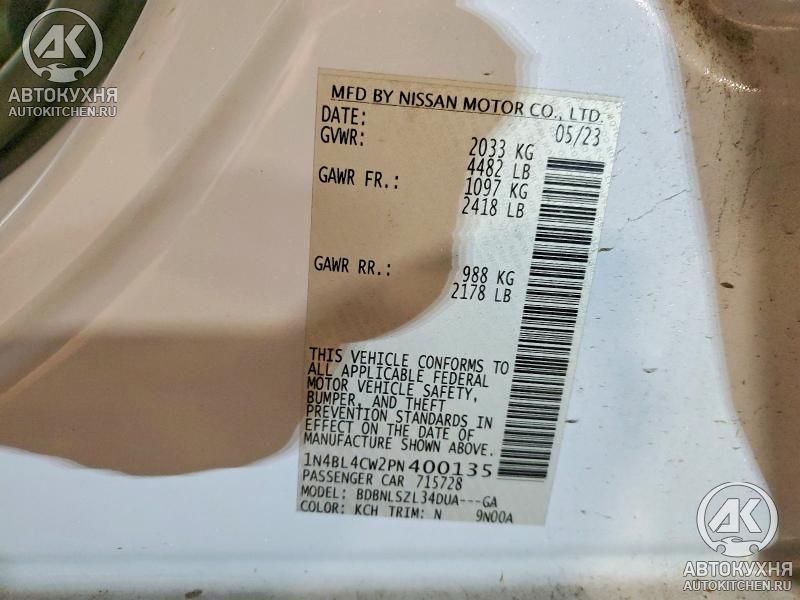 AK
АВТОКУХНЯ
AUTOKITCHEN.RU
MFD BY NISSAN MOTOR CO., LTD.
DATE: 05/23
GVWR: 2033 KG
4482 LB
GAWR FR.: 1097 KG
2418 LB
GAWR RR.: 988 KG
2178 LB
THIS VEHICLE CONFORMS TO
ALL APPLICABLE FEDERAL
MOTOR VEHICLE SAFETY,
BUMPER, AND THEFT
PREVENTION STANDARDS IN
EFFECT ON THE DATE OF
MANUFACTURE SHOWN ABOVE.
1N4BL4CW2PN400135
PASSENGER CAR 715728
MODEL: BDBNLSZL34DUA---GA
COLOR: KCH TRIM: N 9N00A
AK
АВТОКУХНЯ
AUTOKITCHEN.RU